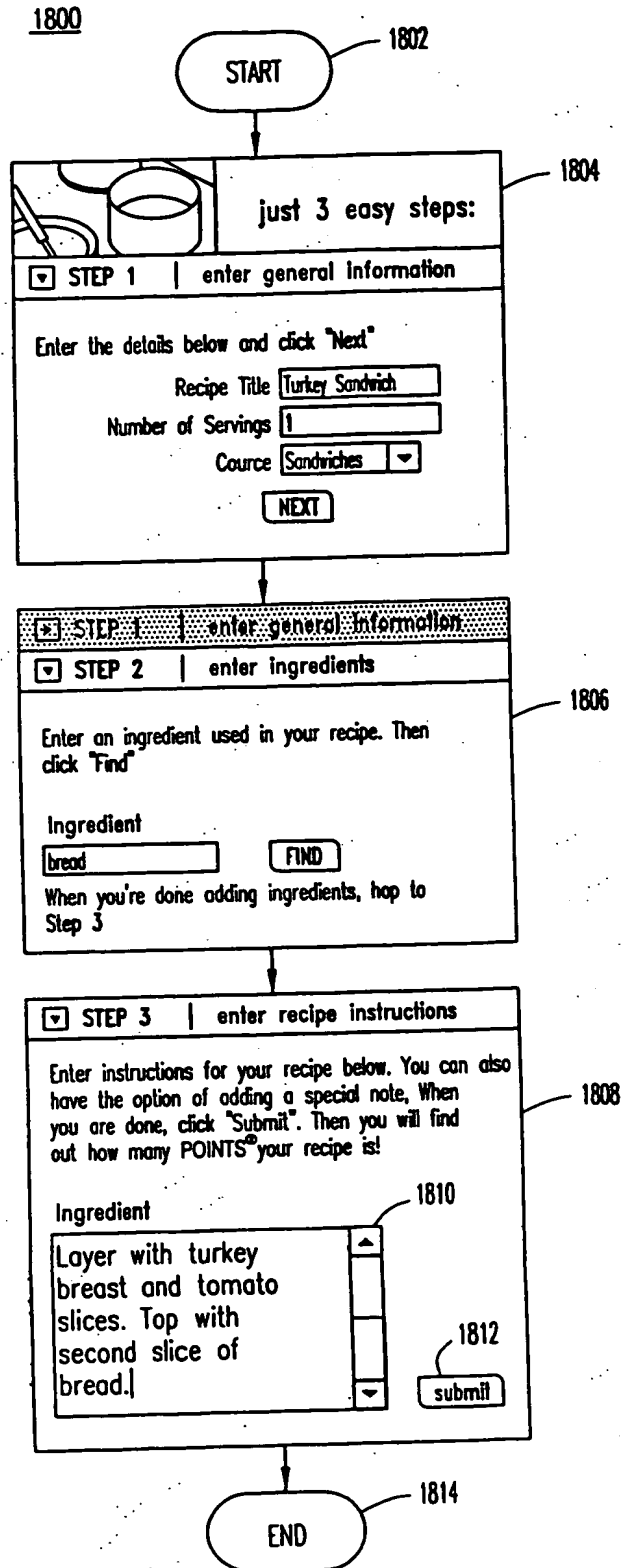 1800
START
1802
just 3 easy steps:
1804
STEP 1 | enter general information
Enter the details below and click "Next"
Recipe Title Turkey Sandwich
Number of Servings 1
Cource Sandwiches
NEXT
STEP 1 | enter general information
STEP 2 | enter ingredients
1806
Enter an ingredient used in your recipe. Then
click "Find"
Ingredient
bread FIND
When you're done adding ingredients, hop to
Step 3
STEP 3 | enter recipe instructions
Enter instructions for your recipe below. You can also
have the option of adding a special note, When
you are done, click "Submit". Then you will find
out how many POINTS® your recipe is!
1808
Ingredient
1810
Layer with turkey
breast and tomato
slices. Top with
second slice of
bread.
1812
submit
1814
END